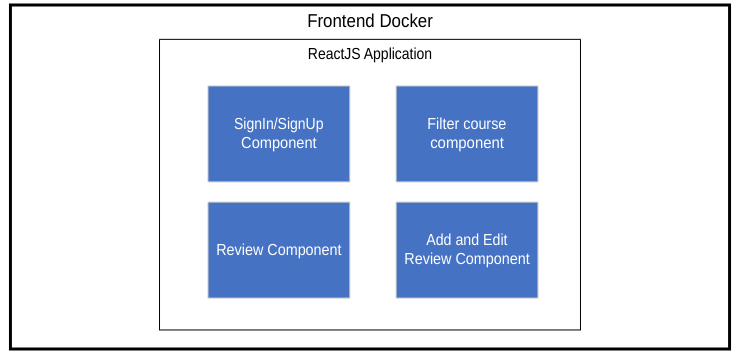 Frontend Docker
ReactJS Application
SignIn/SignUp
Component
Filter course
component
Review Component
Add and Edit
Review Component